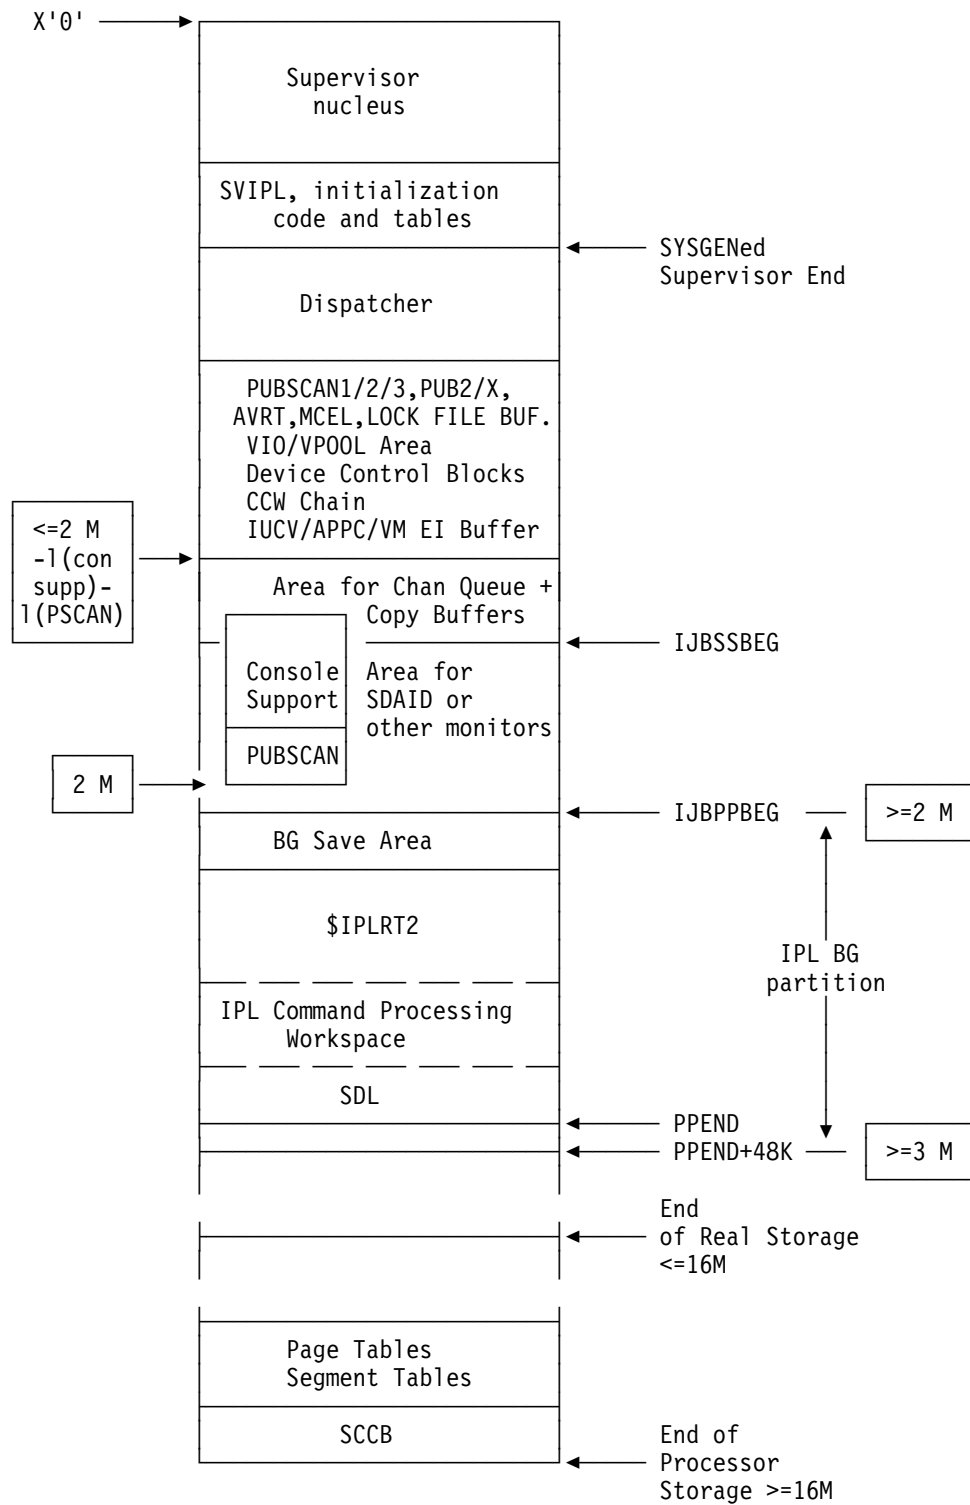 X'0'
Supervisor
nucleus
SVIPL, initialization
code and tables
SYSGENed
Supervisor End
Dispatcher
PUBSCAN1/2/3,PUB2/X,
AVRT,MCEL,LOCK FILE BUF.
VIO/VPOOL Area
Device Control Blocks
CCW Chain
IUCV/APPC/VM EI Buffer
<=2 M
-l(con
supp)-
l(PSCAN)
Area for Chan Queue +
Copy Buffers
IJBSSBEG
Console
Support
Area for
SDAID or
other monitors
PUBSCAN
2 M
IJBPPBEG
>=2 M
BG Save Area
$IPLRT2
IPL BG
partition
IPL Command Processing
Workspace
SDL
PPEND
PPEND+48K
>=3 M
End
of Real Storage
<=16M
Page Tables
Segment Tables
SCCB
End of
Processor
Storage >=16M